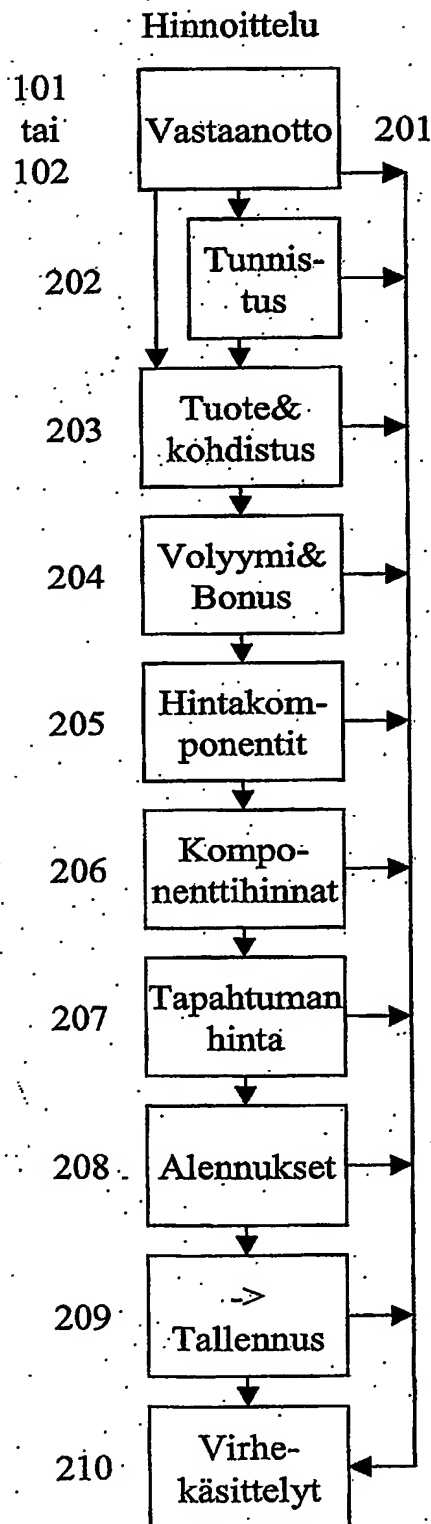 Hinnoittelu
101
tai
102
Vastaanotto
201
202
Tunnis-
tus
203
Tuote&
kohdistus
204
Volyymi&
Bonus
205
Hintakom-
ponentit
206
Kompo-
nenttihinnat
207
Tapahtuman
hinta
208
Alennukset
209
->
Tallennus
210
Virhe-
käsittelyt